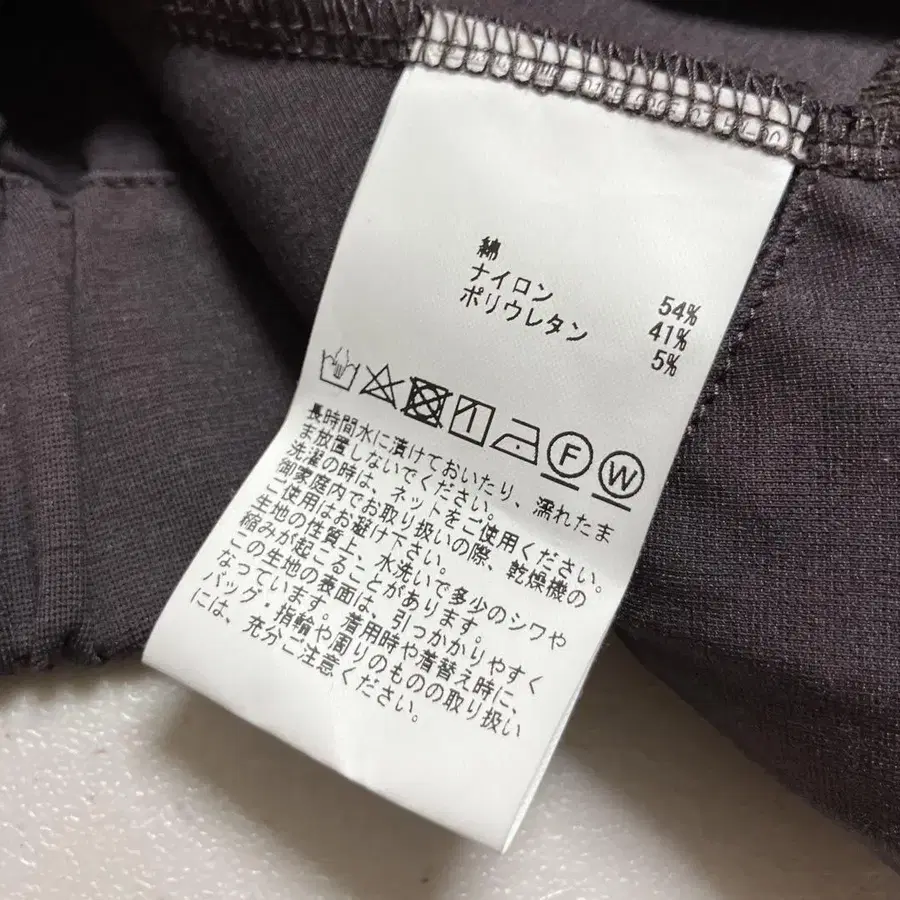 綿 54%
ナイロン 41%
ポリウレタン 5%
F W
長時間水に漬けておいたり、濡れたま
ま放置しないでください。
洗濯の時は、ネットをご使用ください。
御家庭内でお取り扱いの際、乾燥機の
ご使用はお避け下さい。
生地の性質上、水洗いで多少のシワや
縮みが起こることがあります。
この生地の表面は、引っかかりやすく
なっています。着用時や着替え時に、
バッグ・指輪や周りのものの取り扱い
には、充分ご注意ください。